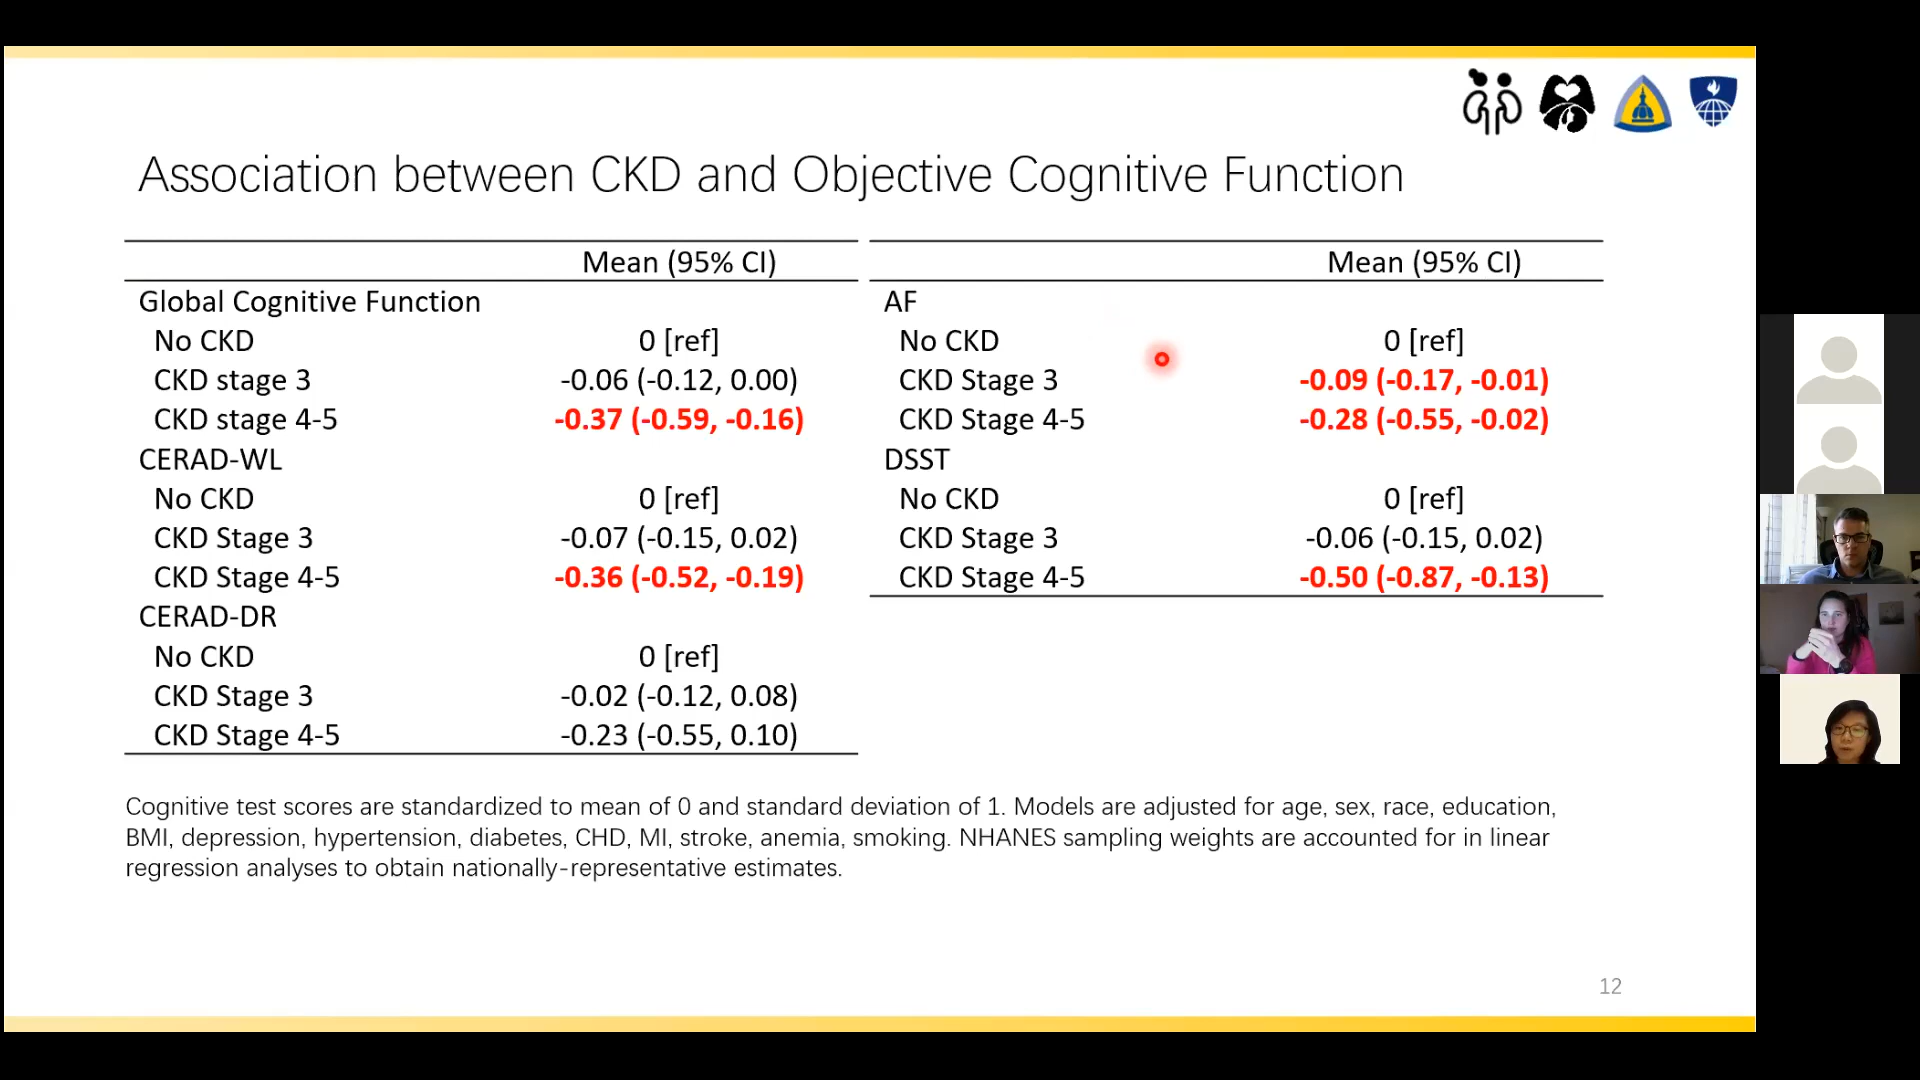 Association between CKD and Objective Cognitive Function
Mean (95% CI)
Global Cognitive Function
No CKD 0 [ref]
CKD stage 3 -0.06 (-0.12, 0.00)
CKD stage 4-5 -0.37 (-0.59, -0.16)
CERAD-WL
No CKD 0 [ref]
CKD Stage 3 -0.07 (-0.15, 0.02)
CKD Stage 4-5 -0.36 (-0.52, -0.19)
CERAD-DR
No CKD 0 [ref]
CKD Stage 3 -0.02 (-0.12, 0.08)
CKD Stage 4-5 -0.23 (-0.55, 0.10)
Mean (95% CI)
AF
No CKD 0 [ref]
CKD Stage 3 -0.09 (-0.17, -0.01)
CKD Stage 4-5 -0.28 (-0.55, -0.02)
DSST
No CKD 0 [ref]
CKD Stage 3 -0.06 (-0.15, 0.02)
CKD Stage 4-5 -0.50 (-0.87, -0.13)
Cognitive test scores are standardized to mean of 0 and standard deviation of 1. Models are adjusted for age, sex, race, education,
BMI, depression, hypertension, diabetes, CHD, MI, stroke, anemia, smoking. NHANES sampling weights are accounted for in linear
regression analyses to obtain nationally-representative estimates.
12